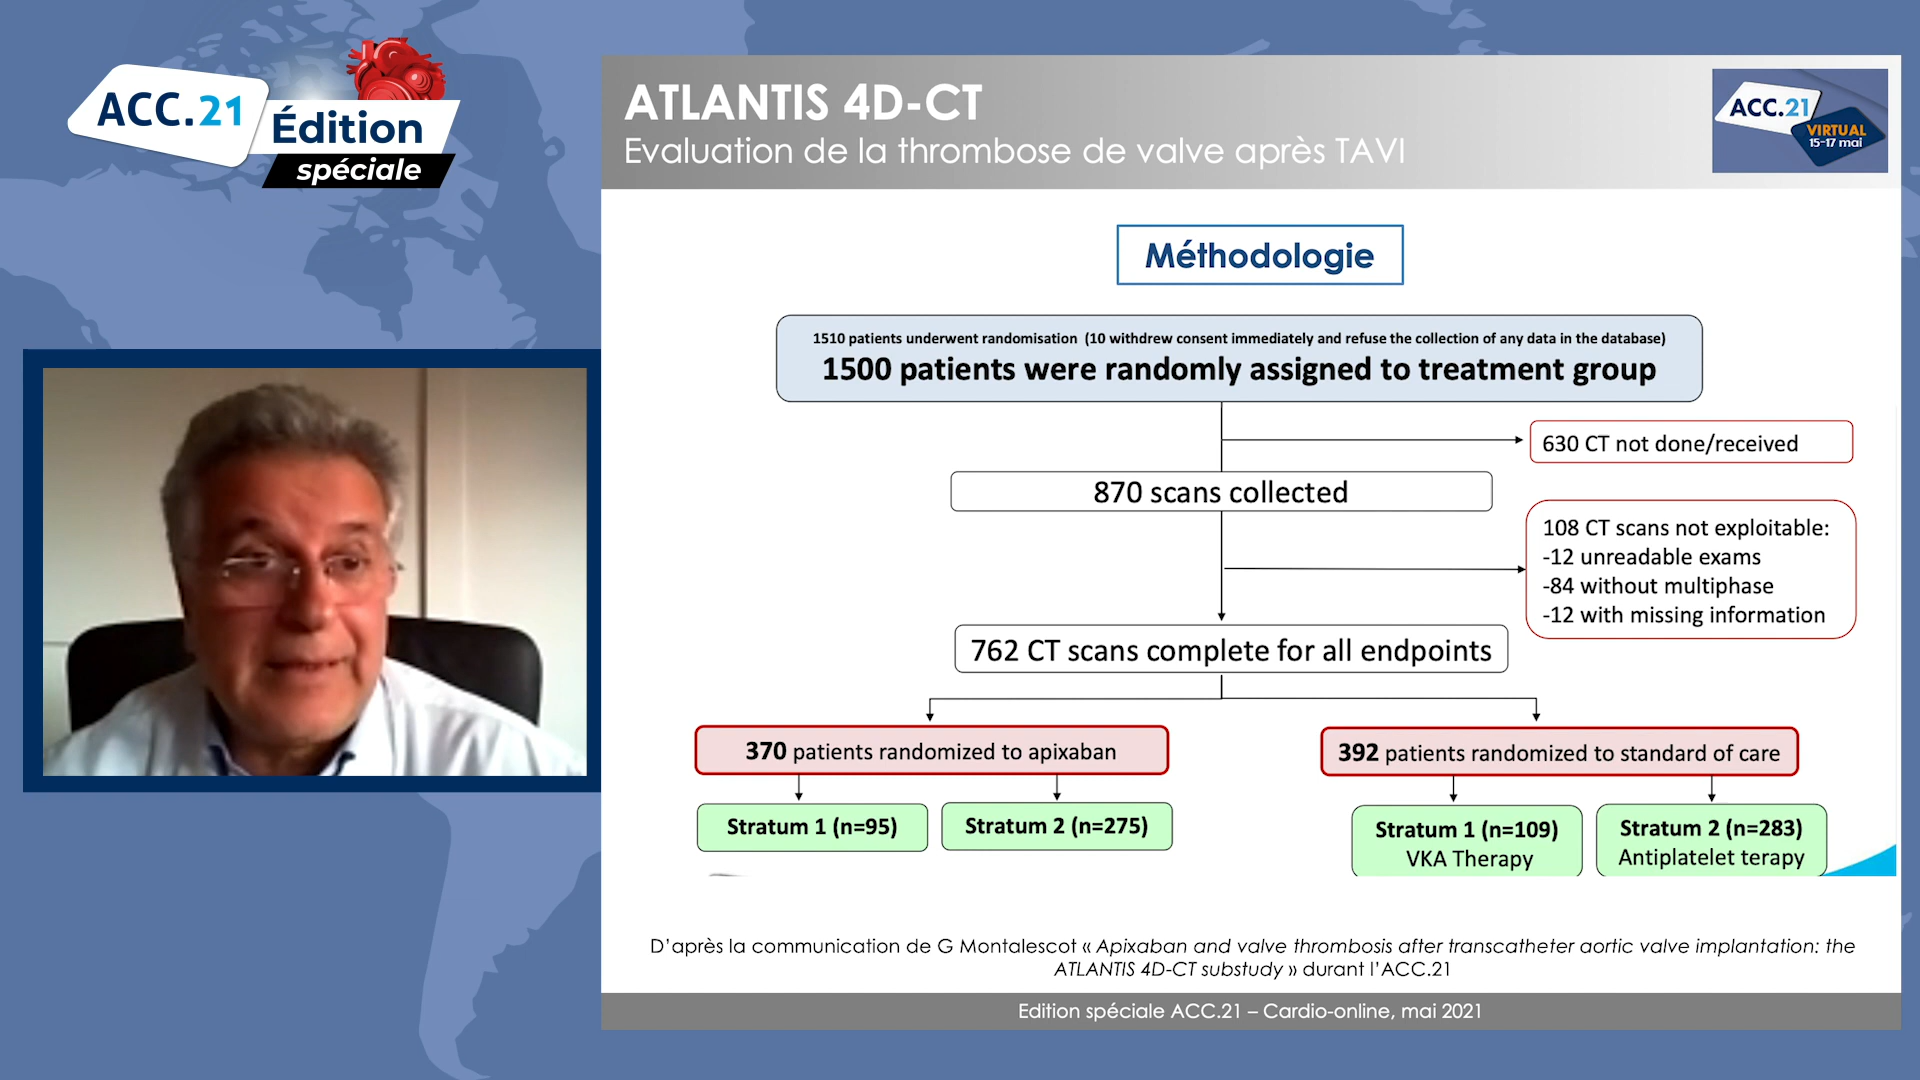 ACC.21
Édition
spéciale
ATLANTIS 4D-CT
Evaluation de la thrombose de valve après TAVI
ACC.21
VIRTUAL
15-17 mai
Méthodologie
1510 patients underwent randomisation (10 withdrew consent immediately and refuse the collection of any data in the database)
1500 patients were randomly assigned to treatment group
630 CT not done/received
870 scans collected
108 CT scans not exploitable:
-12 unreadable exams
-84 without multiphase
-12 with missing information
762 CT scans complete for all endpoints
370 patients randomized to apixaban
392 patients randomized to standard of care
Stratum 1 (n=95)
Stratum 2 (n=275)
Stratum 1 (n=109)
VKA Therapy
Stratum 2 (n=283)
Antiplatelet terapy
D'après la communication de G Montalescot « Apixaban and valve thrombosis after transcatheter aortic valve implantation: the
ATLANTIS 4D-CT substudy » durant l'ACC.21
Edition spéciale ACC.21 – Cardio-online, mai 2021